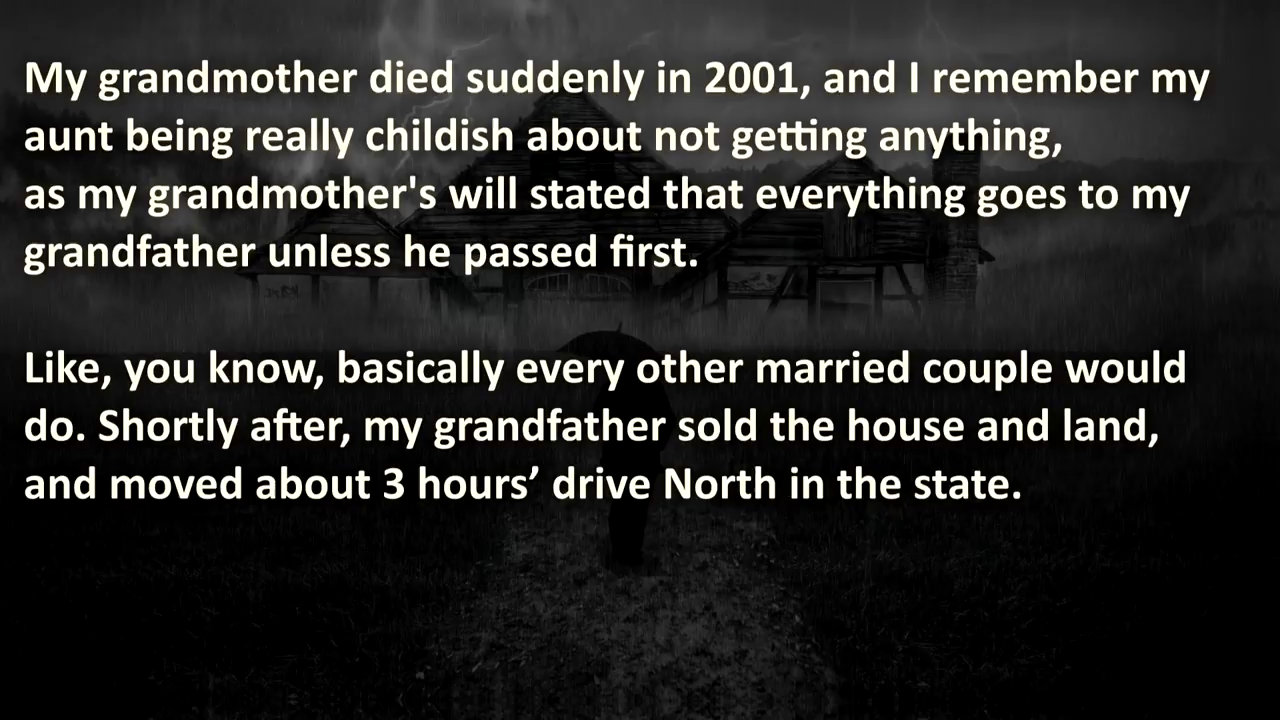 My grandmother died suddenly in 2001, and I remember my
aunt being really childish about not getting anything,
as my grandmother's will stated that everything goes to my
grandfather unless he passed first.
Like, you know, basically every other married couple would
do. Shortly after, my grandfather sold the house and land,
and moved about 3 hours’ drive North in the state.